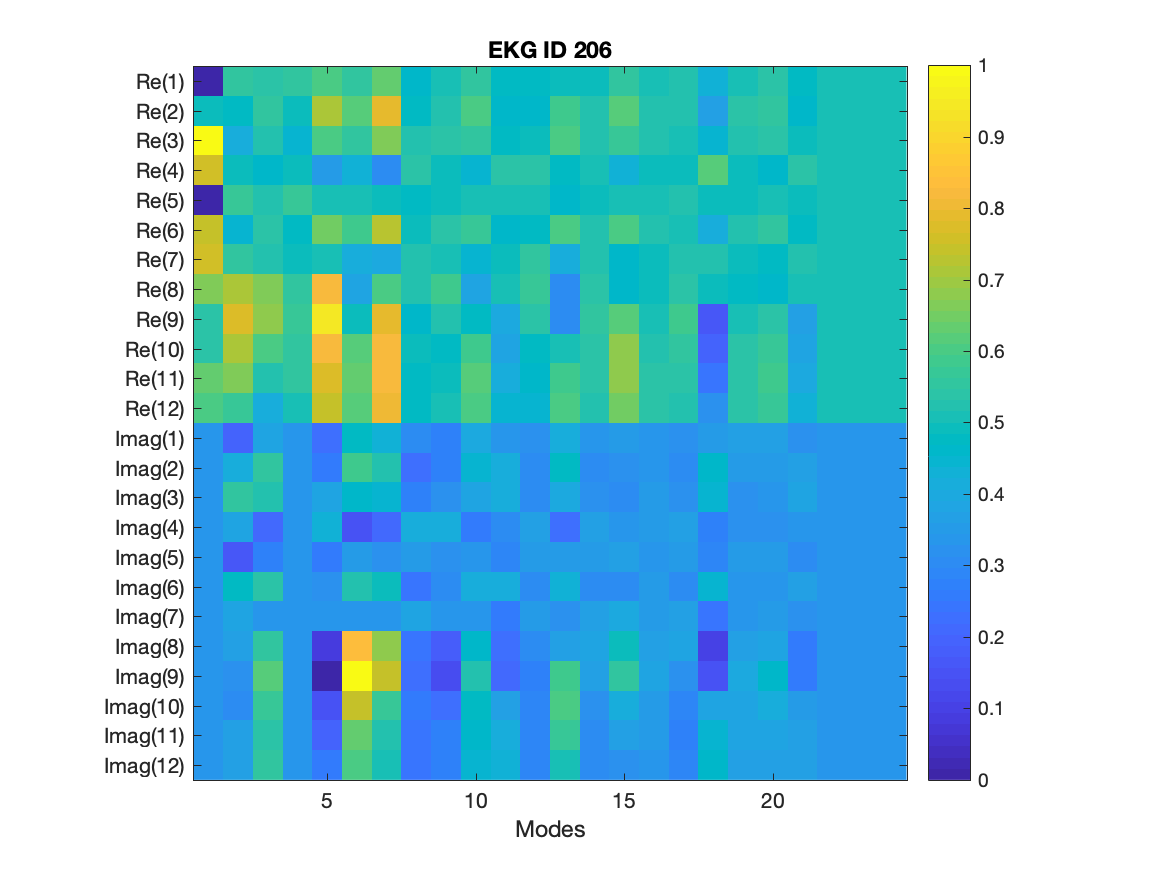 EKG ID 206
Re(1)
Re(2)
Re(3)
Re(4)
Re(5)
Re(6)
Re(7)
Re(8)
Re(9)
Re(10)
Re(11)
Re(12)
Imag(1)
Imag(2)
Imag(3)
Imag(4)
Imag(5)
Imag(6)
Imag(7)
Imag(8)
Imag(9)
Imag(10)
Imag(11)
Imag(12)
5 10 15 20
Modes
1
0.9
0.8
0.7
0.6
0.5
0.4
0.3
0.2
0.1
0